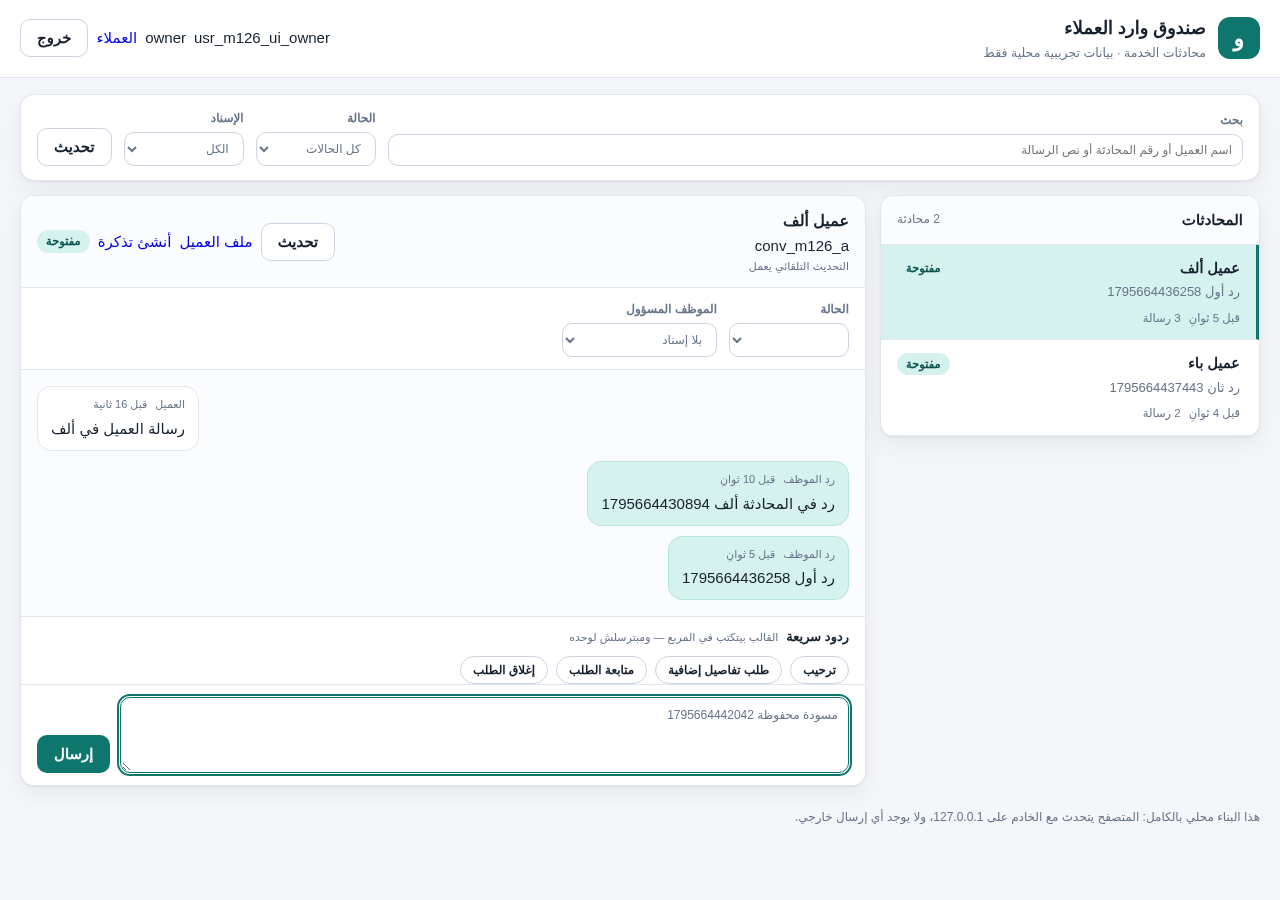 و
صندوق وارد العملاء
محادثات الخدمة · بيانات تجريبية محلية فقط
usr_m126_ui_owner owner العملاء خروج
بحث
اسم العميل أو رقم المحادثة أو نص الرسالة
الحالة
كل الحالات
الإسناد
الكل
تحديث
المحادثات
2 محادثة
عميل ألف
مفتوحة
رد أول 1795664436258
قبل 5 ثوانٍ 3 رسالة
عميل باء
مفتوحة
رد ثان 1795664437443
قبل 4 ثوانٍ 2 رسالة
عميل ألف
conv_m126_a
التحديث التلقائي يعمل
تحديث ملف العميل أنشئ تذكرة مفتوحة
الحالة
الموظف المسؤول
بلا إسناد
العميل قبل 16 ثانية
رسالة العميل في ألف
رد الموظف قبل 10 ثوانٍ
رد في المحادثة ألف 1795664430894
رد الموظف قبل 5 ثوانٍ
رد أول 1795664436258
ردود سريعة القالب بيتكتب في المربع — ومبترسلش لوحده
ترحيب طلب تفاصيل إضافية متابعة الطلب إغلاق الطلب
مسودة محفوظة 1795664442042
إرسال
هذا البناء محلي بالكامل: المتصفح يتحدث مع الخادم على 127.0.0.1، ولا يوجد أي إرسال خارجي.